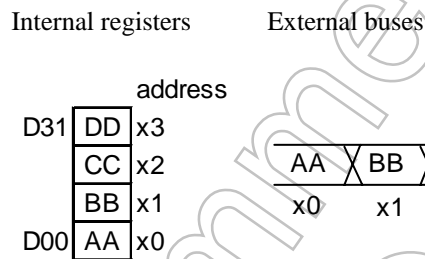 Internal registers External buses
address
D31 DD x3
CC x2
BB x1
D00 AA x0
AA BB
x0 x1